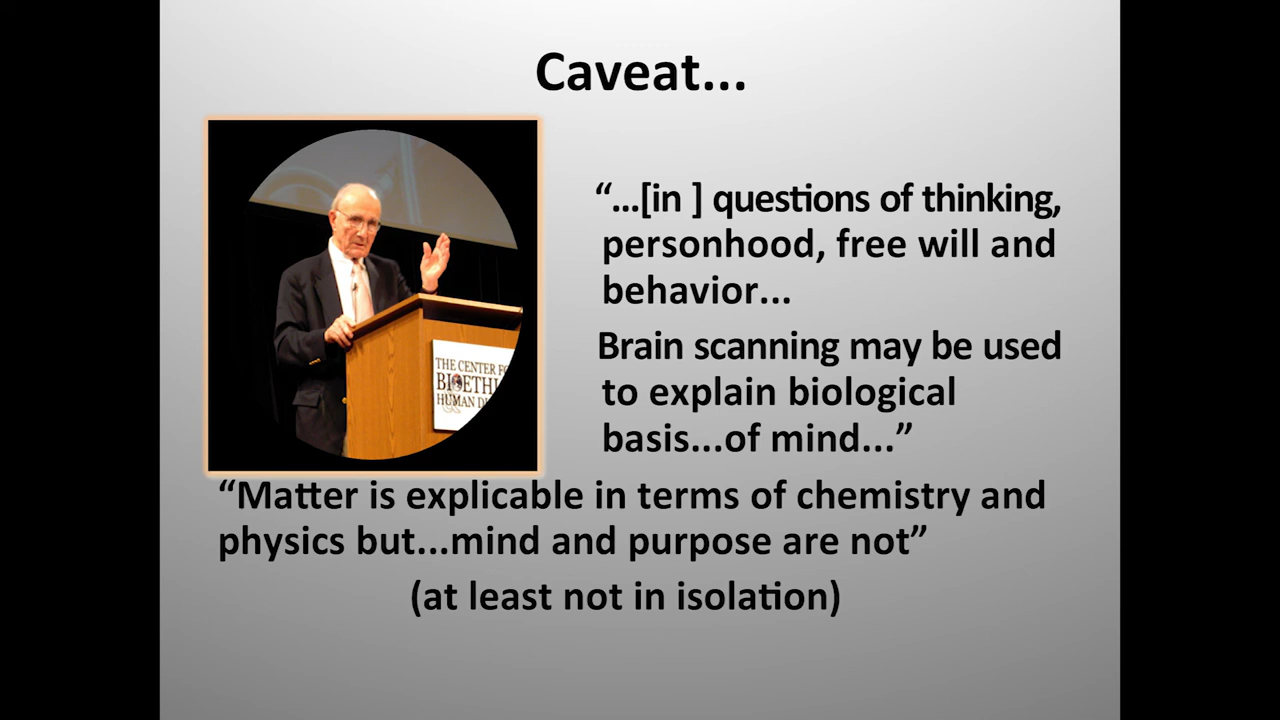 Caveat...
“...[in ] questions of thinking,
personhood, free will and
behavior...
Brain scanning may be used
to explain biological
basis...of mind...”
THE CENTER FO
BIOETHI
HUMAN DI
“Matter is explicable in terms of chemistry and
physics but...mind and purpose are not”
(at least not in isolation)